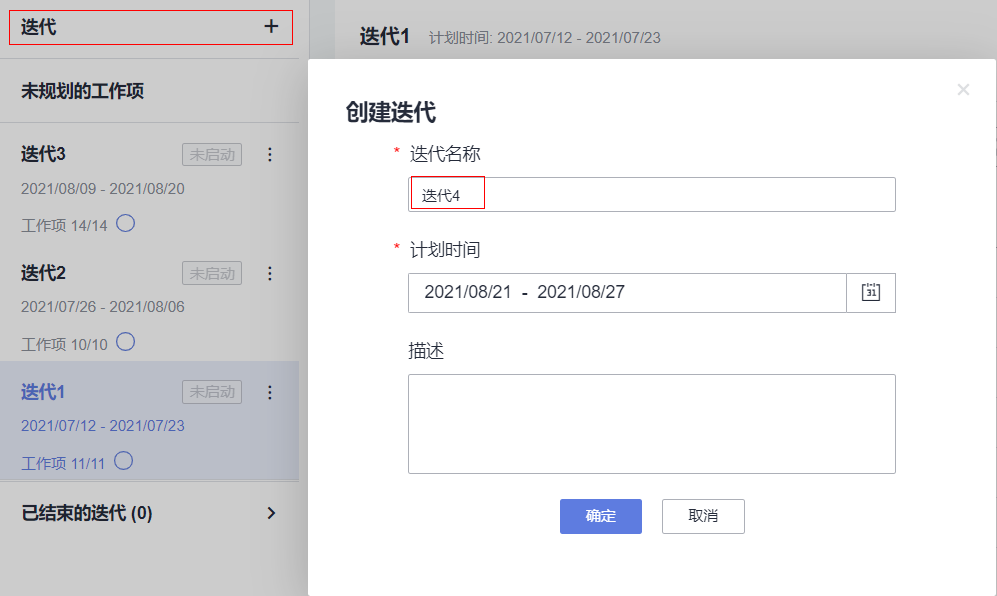 迭代 +
未规划的工作项
迭代3 未启动
2021/08/09 - 2021/08/20
工作项 14/14
迭代2 未启动
2021/07/26 - 2021/08/06
工作项 10/10
迭代1 未启动
2021/07/12 - 2021/07/23
工作项 11/11
已结束的迭代 (0)
迭代1 计划时间: 2021/07/12 - 2021/07/23
创建迭代
* 迭代名称
迭代4
* 计划时间
2021/08/21 - 2021/08/27
31
描述
确定 取消